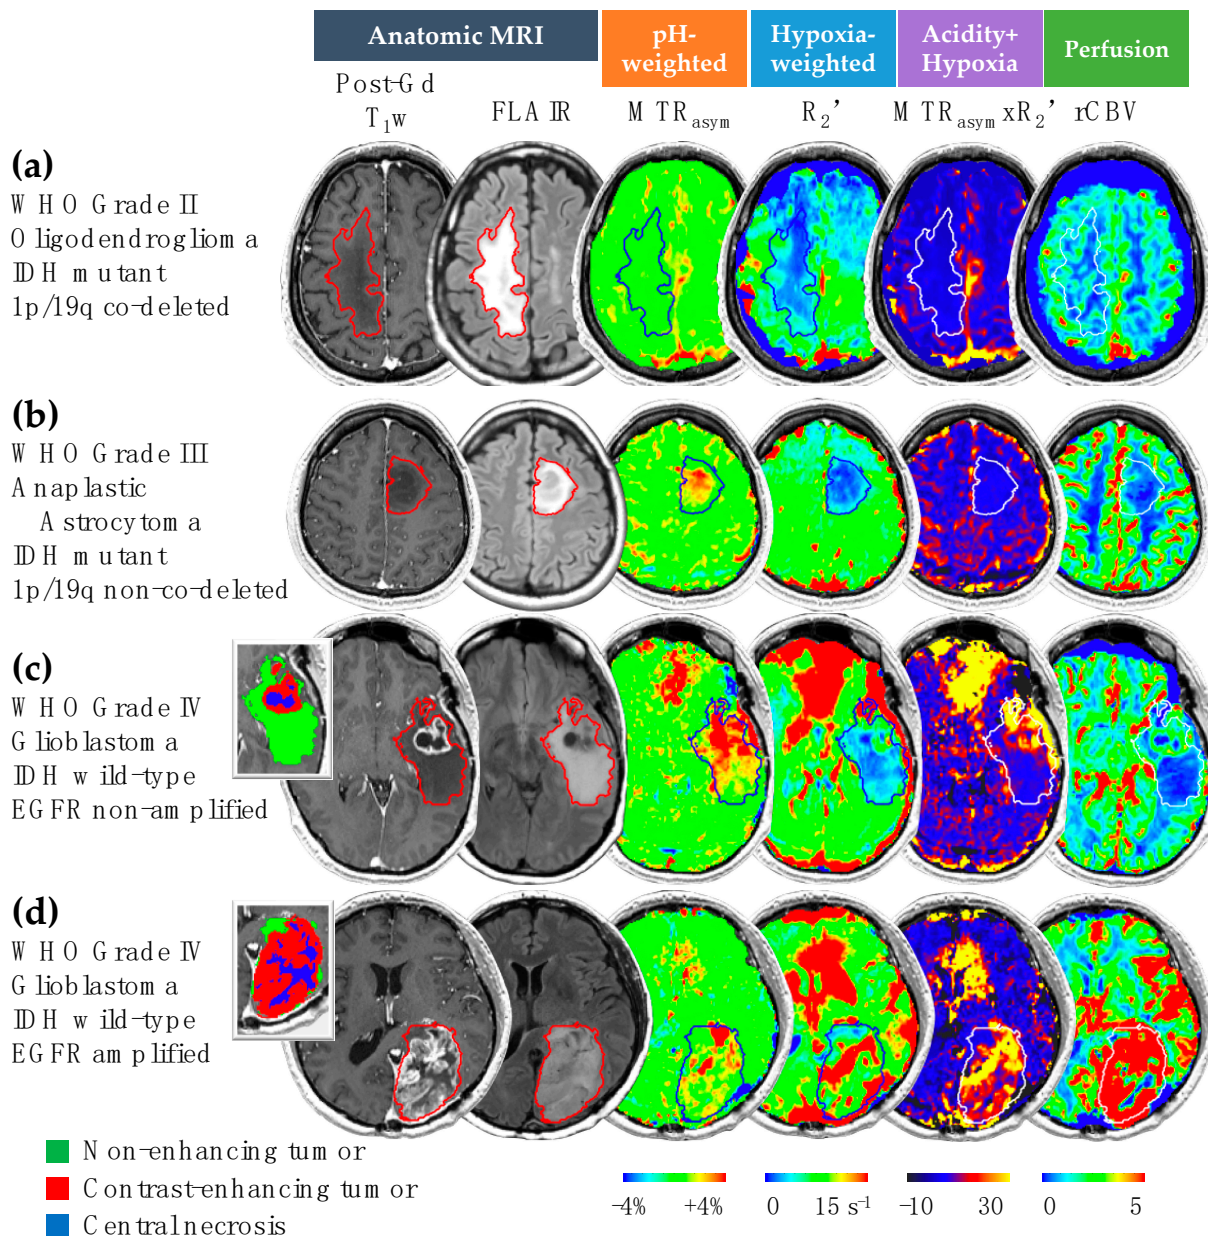 Anatomic MRI
pH-
weighted
Hypoxia-
weighted
Acidity+
Hypoxia
Perfusion
Post-Gd
T₁w
FLAIR
MTRasym
R₂’
MTRasymxR₂’
rCBV
(a)
WHO Grade II
Oligodendroglioma
IDH mutant
1p/19q co-deleted
(b)
WHO Grade III
Anaplastic
Astrocytoma
IDH mutant
1p/19q non-co-deleted
(c)
WHO Grade IV
Glioblastoma
IDH wild-type
EGFR non-amplified
(d)
WHO Grade IV
Glioblastoma
IDH wild-type
EGFR amplified
Non-enhancing tumor
Contrast-enhancing tumor
Central necrosis
-4% +4%
0 15 s⁻¹
-10 30
0 5